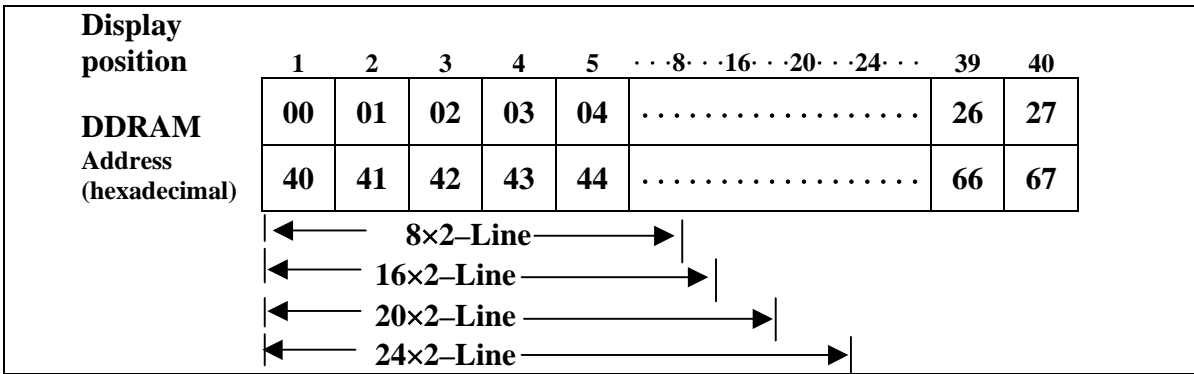 Display
position 1 2 3 4 5 · · ·8· · ·16· · ·20· · ·24· · · 39 40
DDRAM
Address
(hexadecimal)
00 01 02 03 04 . . . . . . . . . . . . . . . . . . 26 27
40 41 42 43 44 . . . . . . . . . . . . . . . . . . 66 67
8×2–Line
16×2–Line
20×2–Line
24×2–Line